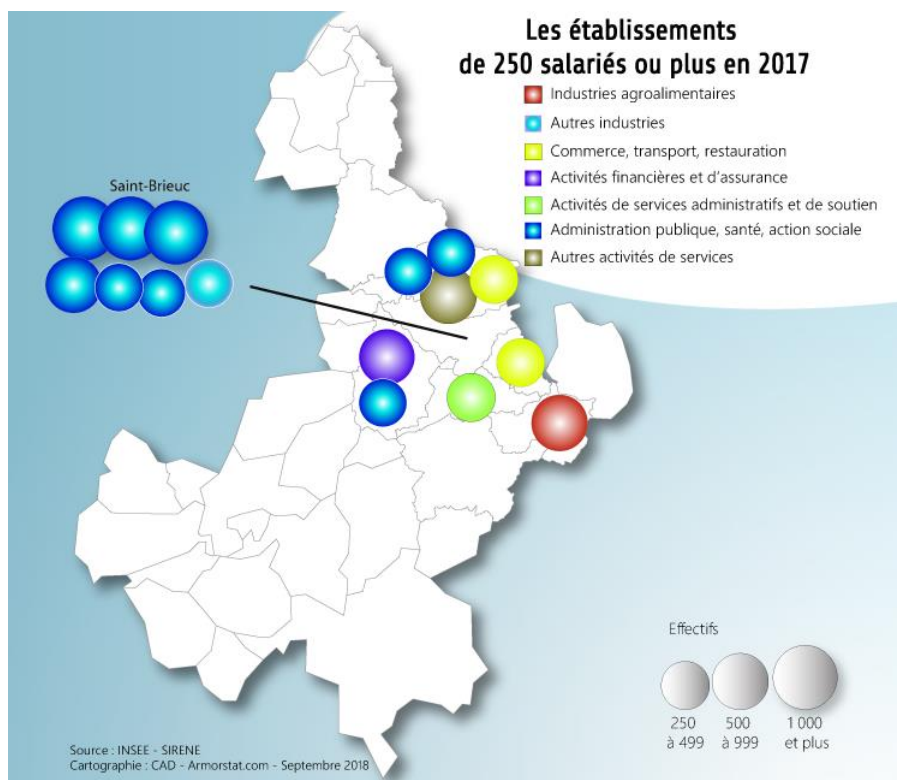 Les établissements
de 250 salariés ou plus en 2017
Industries agroalimentaires
Autres industries
Commerce, transport, restauration
Activités financières et d'assurance
Activités de services administratifs et de soutien
Administration publique, santé, action sociale
Autres activités de services
Saint-Brieuc
Effectifs
250
à 499
500
à 999
1 000
et plus
Source : INSEE - SIRENE
Cartographie : CAD - Armorstat.com - Septembre 2018